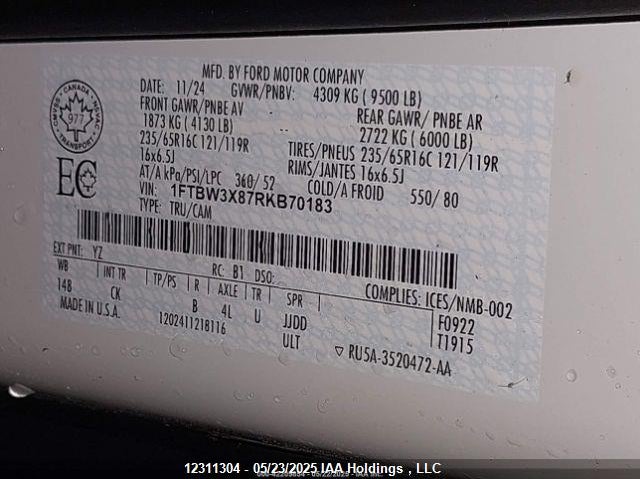 MFD. BY FORD MOTOR COMPANY
DATE: 11/24 GVWR/PNBV: 4309 KG ( 9500 LB)
FRONT GAWR/PNBE AV REAR GAWR/ PNBE AR
1873 KG ( 4130 LB) 2722 KG ( 6000 LB)
235/65R16C 121/119R TIRES/PNEUS 235/65R16C 121/119R
16x6.5J RIMS/JANTES 16x6.5J
AT/A kPa/PSI/LPC 360/ 52 COLD/A FROID 550/ 80
VIN: 1FTBW3X87RKB70183
TYPE: TRU/CAM
CANADA
977
TRANSPORT
EC
EXT PNT: YZ RC: B1 DSO:
WB INT TR TP/PS R AXLE TR SPR
14B CK B 4L U JJDD
MADE IN U.S.A. 1202411218116 ULT
COMPLIES: ICES/NMB-002
F0922
T1915
▽ RU5A-3520472-AA
12311304 - 05/23/2025 IAA Holdings , LLC